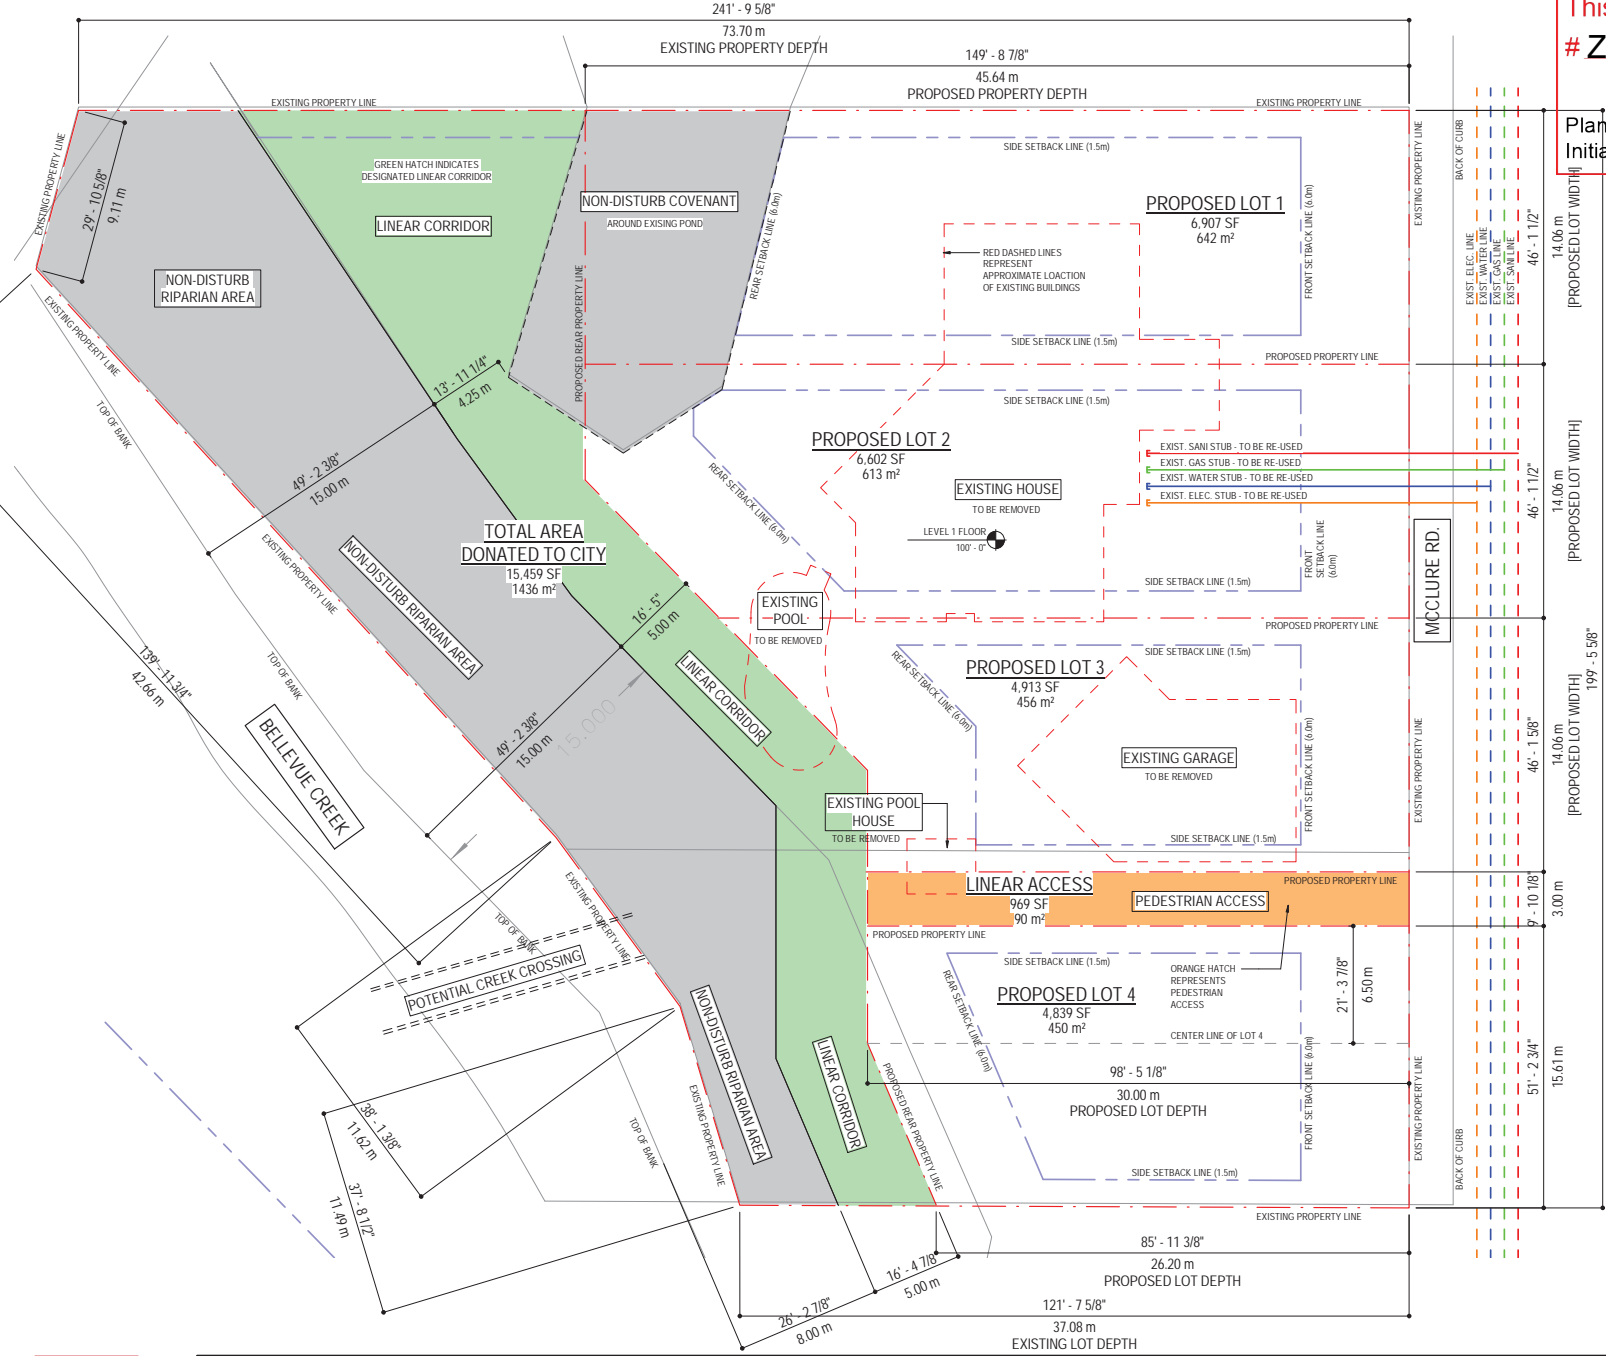 241' - 9 5/8"
73.70 m
EXISTING PROPERTY DEPTH
149' - 8 7/8"
45.64 m
PROPOSED PROPERTY DEPTH
This
# Z
Plan
Initia
EXISTING PROPERTY LINE
EXISTING PROPERTY LINE
EXISTING PROPERTY LINE
29' - 10 5/8"
9.11 m
GREEN HATCH INDICATES
DESIGNATED LINEAR CORRIDOR
LINEAR CORRIDOR
NON-DISTURB COVENANT
AROUND EXISING POND
NON-DISTURB
RIPARIAN AREA
REAR SETBACK LINE (6.0m)
PROPOSED REAR PROPERTY LINE
SIDE SETBACK LINE (1.5m)
PROPOSED LOT 1
6,907 SF
642 m²
RED DASHED LINES
REPRESENT
APPROXIMATE LOACTION
OF EXISTING BUILDINGS
FRONT SETBACK LINE (6.0m)
EXISTING PROPERTY LINE
BACK OF CURB
EXIST. ELEC. LINE
EXIST. WATER LINE
EXIST. GAS LINE
EXIST. SANI LINE
46' - 1 1/2"
14.06 m
[PROPOSED LOT WIDTH]
SIDE SETBACK LINE (1.5m)
PROPOSED PROPERTY LINE
EXISTING PROPERTY LINE
TOP OF BANK
13' - 11 1/4"
4.25 m
49' - 2 3/8"
15.00 m
SIDE SETBACK LINE (1.5m)
PROPOSED LOT 2
6,602 SF
613 m²
REAR SETBACK LINE (6.0m)
EXISTING HOUSE
TO BE REMOVED
LEVEL 1 FLOOR
100' - 0"
EXIST. SANI STUB - TO BE RE-USED
EXIST. GAS STUB - TO BE RE-USED
EXIST. WATER STUB - TO BE RE-USED
EXIST. ELEC. STUB - TO BE RE-USED
FRONT
SETBACK LINE
(6.0m)
MCCLURE RD.
46' - 1 1/2"
14.06 m
[PROPOSED LOT WIDTH]
199' - 5 5/8"
TOTAL AREA
DONATED TO CITY
15,459 SF
1436 m²
EXISTING PROPERTY LINE
NON-DISTURB RIPARIAN AREA
16' - 5"
5.00 m
EXISTING
POOL
TO BE REMOVED
SIDE SETBACK LINE (1.5m)
PROPOSED PROPERTY LINE
SIDE SETBACK LINE (1.5m)
REAR SETBACK LINE (6.0m)
PROPOSED LOT 3
4,913 SF
456 m²
EXISTING GARAGE
TO BE REMOVED
FRONT SETBACK LINE (6.0m)
EXISTING PROPERTY LINE
46' - 1 5/8"
14.06 m
[PROPOSED LOT WIDTH]
139' - 11 3/4"
42.66 m
TOP OF BANK
BELLEVUE CREEK
49' - 2 3/8"
15.00 m
15.000
LINEAR CORRIDOR
EXISTING POOL
HOUSE
TO BE REMOVED
SIDE SETBACK LINE (1.5m)
LINEAR ACCESS
969 SF
90 m²
PROPOSED PROPERTY LINE
PEDESTRIAN ACCESS
9' - 10 1/8"
3.00 m
PROPOSED PROPERTY LINE
EXISTING PROPERTY LINE
TOP OF BANK
POTENTIAL CREEK CROSSING
SIDE SETBACK LINE (1.5m)
REAR SETBACK LINE (6.0m)
PROPOSED LOT 4
4,839 SF
450 m²
ORANGE HATCH
REPRESENTS
PEDESTRIAN
ACCESS
CENTER LINE OF LOT 4
21' - 3 7/8"
6.50 m
51' - 2 3/4"
15.61 m
NON-DISTURB RIPARIAN AREA
LINEAR CORRIDOR
PROPOSED REAR PROPERTY LINE
98' - 5 1/8"
30.00 m
PROPOSED LOT DEPTH
FRONT SETBACK LINE (6.0m)
EXISTING PROPERTY LINE
BACK OF CURB
38' - 1 3/8"
11.62 m
37' - 8 1/2"
11.49 m
TOP OF BANK
EXISTING PROPERTY LINE
SIDE SETBACK LINE (1.5m)
EXISTING PROPERTY LINE
85' - 11 3/8"
26.20 m
PROPOSED LOT DEPTH
16' - 4 7/8"
5.00 m
26' - 2 7/8"
8.00 m
121' - 7 5/8"
37.08 m
EXISTING LOT DEPTH